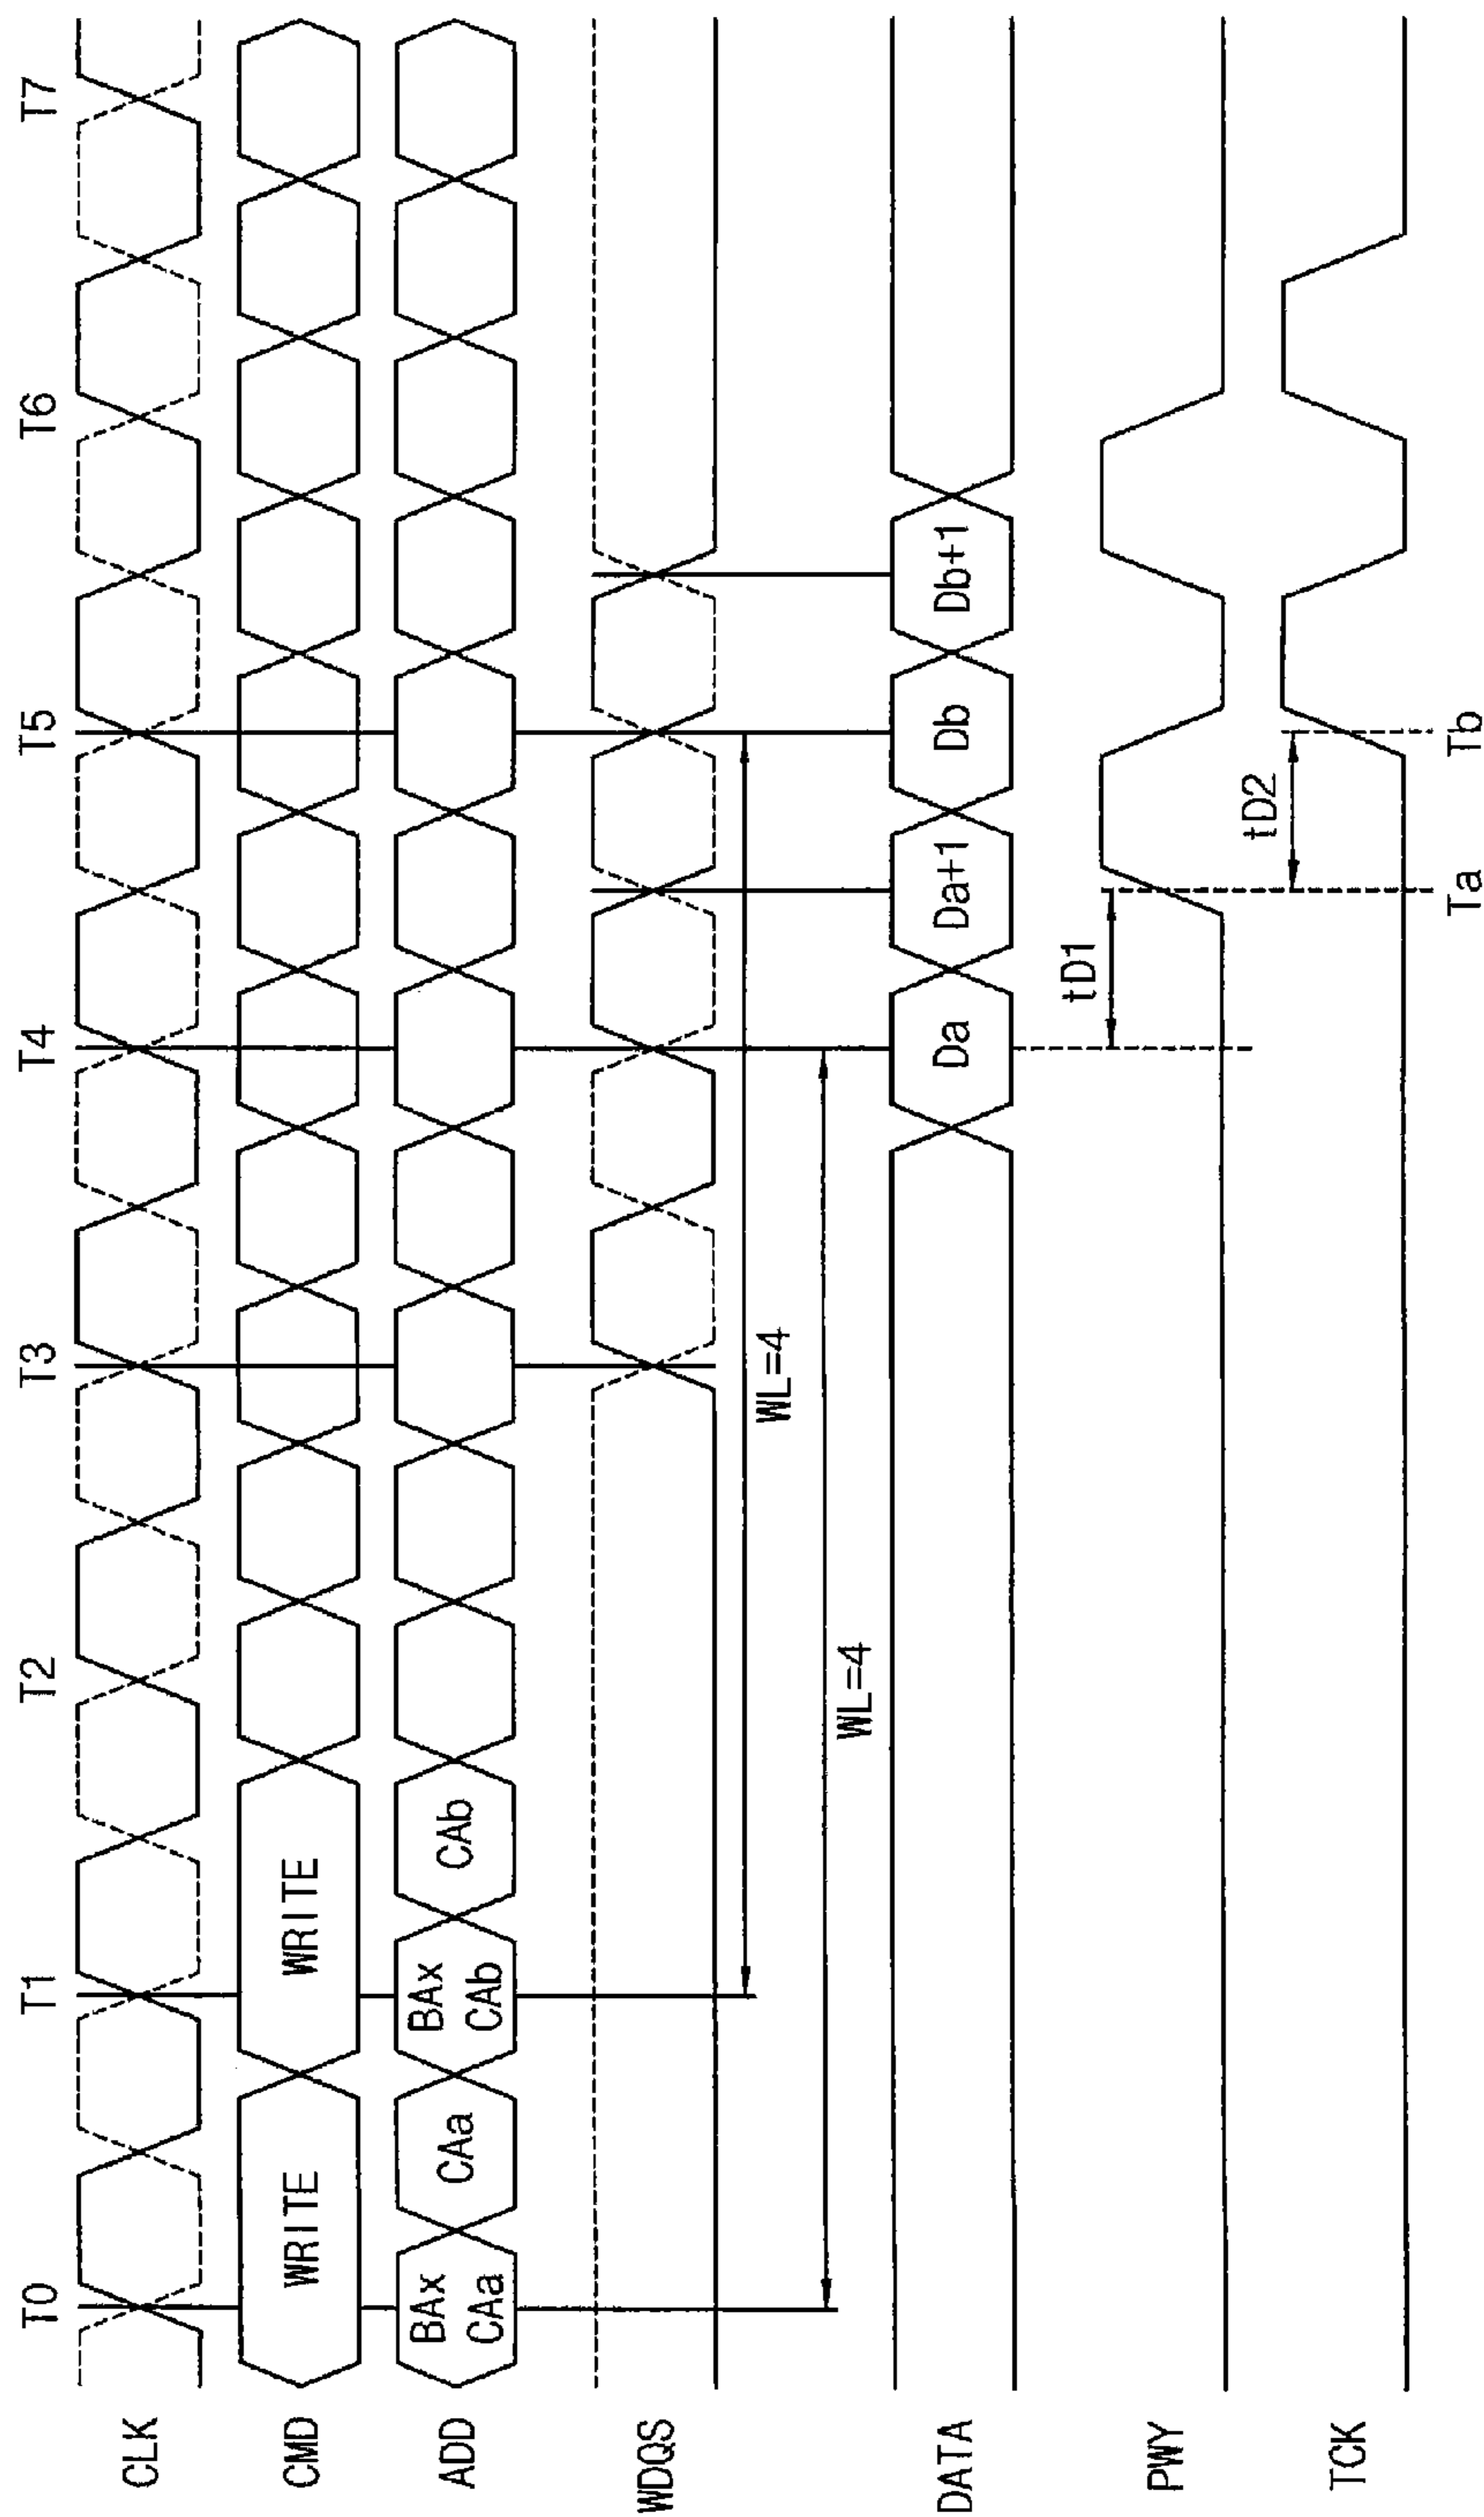 T0 T1 T2 T3 T4 T5 T6 T7
CLK
CMD WRITE WRITE
ADD BAx CAa CAa BAx CAb CAb
WDQS
WL=4
WL=4
DATA Da Da+1 Db Db+1
tD1
PWY
tD2
TCK
Ta Tb